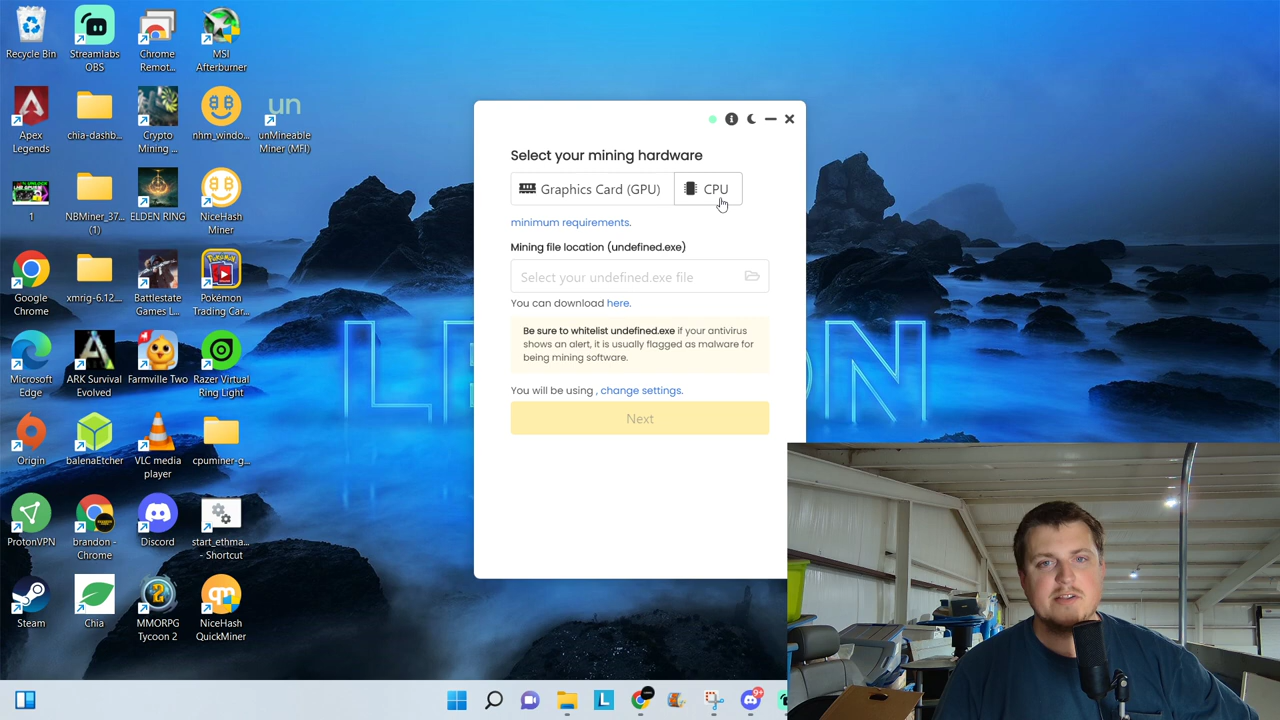 Recycle Bin
Streamlabs
OBS
Chrome
Remot...
MSI
Afterburner
Apex
Legends
chia-dashb...
Crypto
Mining ...
nhm_windo...
un
unMineable
Miner (MFI)
1
NBMiner_37...
(1)
ELDEN RING
NiceHash
Miner
Google
Chrome
xmrig-6.12....
Battlestate
Games L...
Pokémon
Trading Car...
Microsoft
Edge
ARK Survival
Evolved
Farmville Two
Razer Virtual
Ring Light
Origin
balenaEtcher
VLC media
player
cpuminer-g...
ProtonVPN
brandon -
Chrome
Discord
start_ethma...
- Shortcut
Steam
Chia
MMORPG
Tycoon 2
NiceHash
QuickMiner
Select your mining hardware
Graphics Card (GPU)
CPU
minimum requirements.
Mining file location (undefined.exe)
Select your undefined.exe file
You can download here.
Be sure to whitelist undefined.exe if your antivirus
shows an alert, it is usually flagged as malware for
being mining software.
You will be using , change settings.
Next